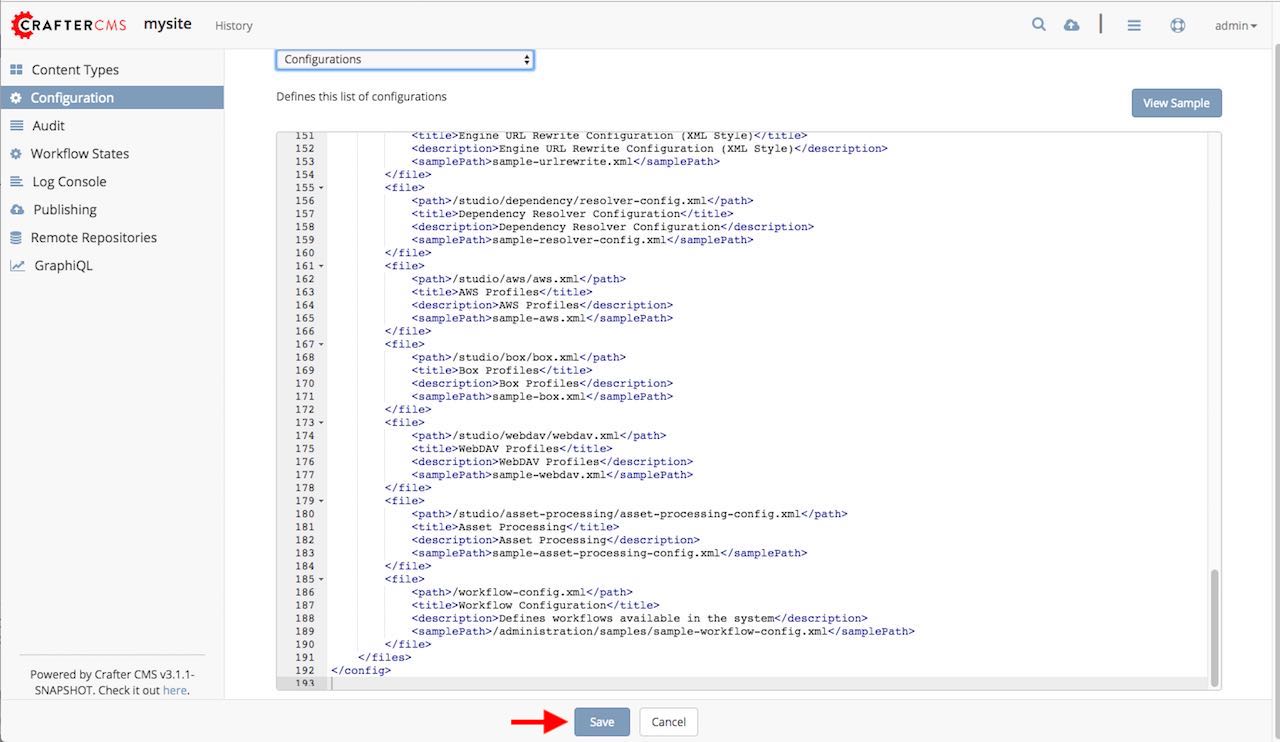 CRAFTERCMS mysite History admin
Content Types
Configuration
Audit
Workflow States
Log Console
Publishing
Remote Repositories
GraphiQL
Powered by Crafter CMS v3.1.1-
SNAPSHOT. Check it out here.
Configurations
Defines this list of configurations
View Sample
151 <title>Engine URL Rewrite Configuration (XML Style)</title>
152 <description>Engine URL Rewrite Configuration (XML Style)</description>
153 <samplePath>sample-urlrewrite.xml</samplePath>
154 </file>
155 <file>
156 <path>/studio/dependency/resolver-config.xml</path>
157 <title>Dependency Resolver Configuration</title>
158 <description>Dependency Resolver Configuration</description>
159 <samplePath>sample-resolver-config.xml</samplePath>
160 </file>
161 <file>
162 <path>/studio/aws/aws.xml</path>
163 <title>AWS Profiles</title>
164 <description>AWS Profiles</description>
165 <samplePath>sample-aws.xml</samplePath>
166 </file>
167 <file>
168 <path>/studio/box/box.xml</path>
169 <title>Box Profiles</title>
170 <description>Box Profiles</description>
171 <samplePath>sample-box.xml</samplePath>
172 </file>
173 <file>
174 <path>/studio/webdav/webdav.xml</path>
175 <title>WebDAV Profiles</title>
176 <description>WebDAV Profiles</description>
177 <samplePath>sample-webdav.xml</samplePath>
178 </file>
179 <file>
180 <path>/studio/asset-processing/asset-processing-config.xml</path>
181 <title>Asset Processing</title>
182 <description>Asset Processing</description>
183 <samplePath>sample-asset-processing-config.xml</samplePath>
184 </file>
185 <file>
186 <path>/workflow-config.xml</path>
187 <title>Workflow Configuration</title>
188 <description>Defines workflows available in the system</description>
189 <samplePath>/administration/samples/sample-workflow-config.xml</samplePath>
190 </file>
191 </files>
192 </config>
193
Save Cancel